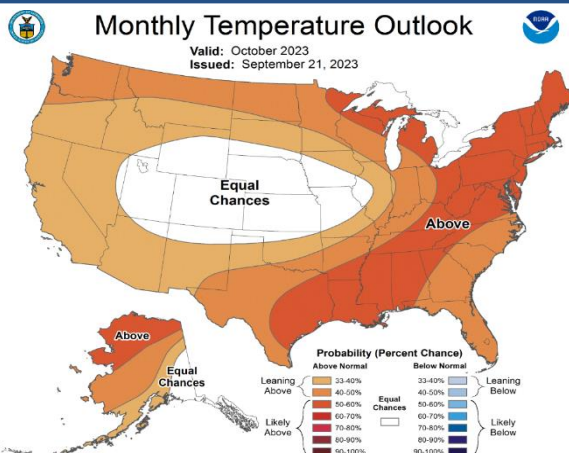 Monthly Temperature Outlook
NOAA
Valid: October 2023
Issued: September 21, 2023
Equal
Chances
Above
Above
Equal
Chances
Probability (Percent Chance)
Above Normal
Below Normal
Leaning
Above
33-40%
40-50%
Likely
Above
50-60%
60-70%
70-80%
80-90%
90-100%
Equal
Chances
33-40%
40-50%
Leaning
Below
50-60%
60-70%
70-80%
80-90%
90-100%
Likely
Below